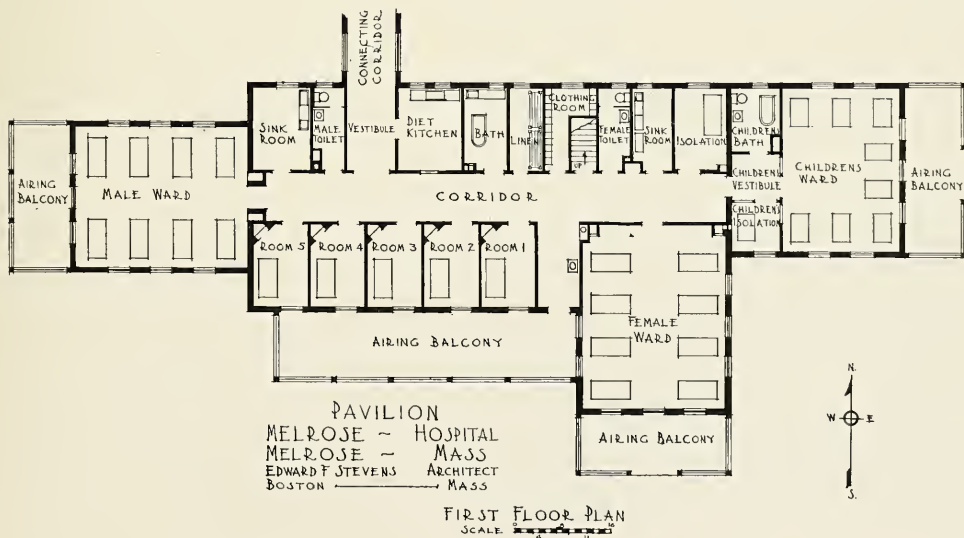 CONNECTING
CORRIDOR
SINK
ROOM
MALE
TOILET
VESTIBULE
DIET
KITCHEN
BATH
LINEN
CLOTHING
ROOM
UP
FEMALE
TOILET
SINK
ROOM
ISOLATION
CHILDRENS
BATH
CHILDRENS
WARD
AIRING
BALCONY
AIRING
BALCONY
MALE WARD
CORRIDOR
CHILDREN'S
VESTIBULE
CHILDREN'S
ISOLATION
ROOM 5
ROOM 4
ROOM 3
ROOM 2
ROOM 1
FEMALE
WARD
AIRING BALCONY
AIRING BALCONY
N.
W E
S.
PAVILION
MELROSE ~ HOSPITAL
MELROSE ~ MASS
EDWARD F STEVENS ARCHITECT
BOSTON — MASS
FIRST FLOOR PLAN
SCALE